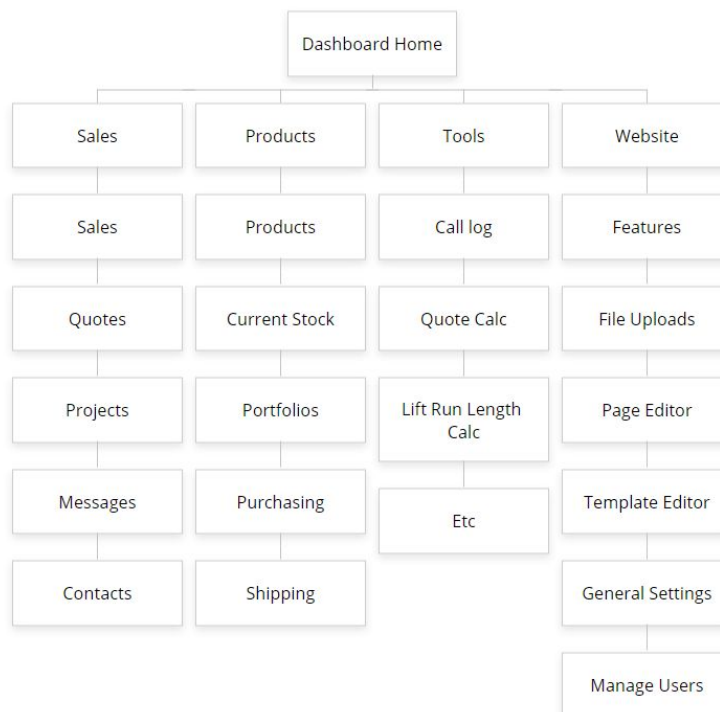 Dashboard Home
Sales
Products
Tools
Website
Sales
Products
Call log
Features
Quotes
Current Stock
Quote Calc
File Uploads
Projects
Portfolios
Lift Run Length
Calc
Page Editor
Messages
Purchasing
Etc
Template Editor
Contacts
Shipping
General Settings
Manage Users